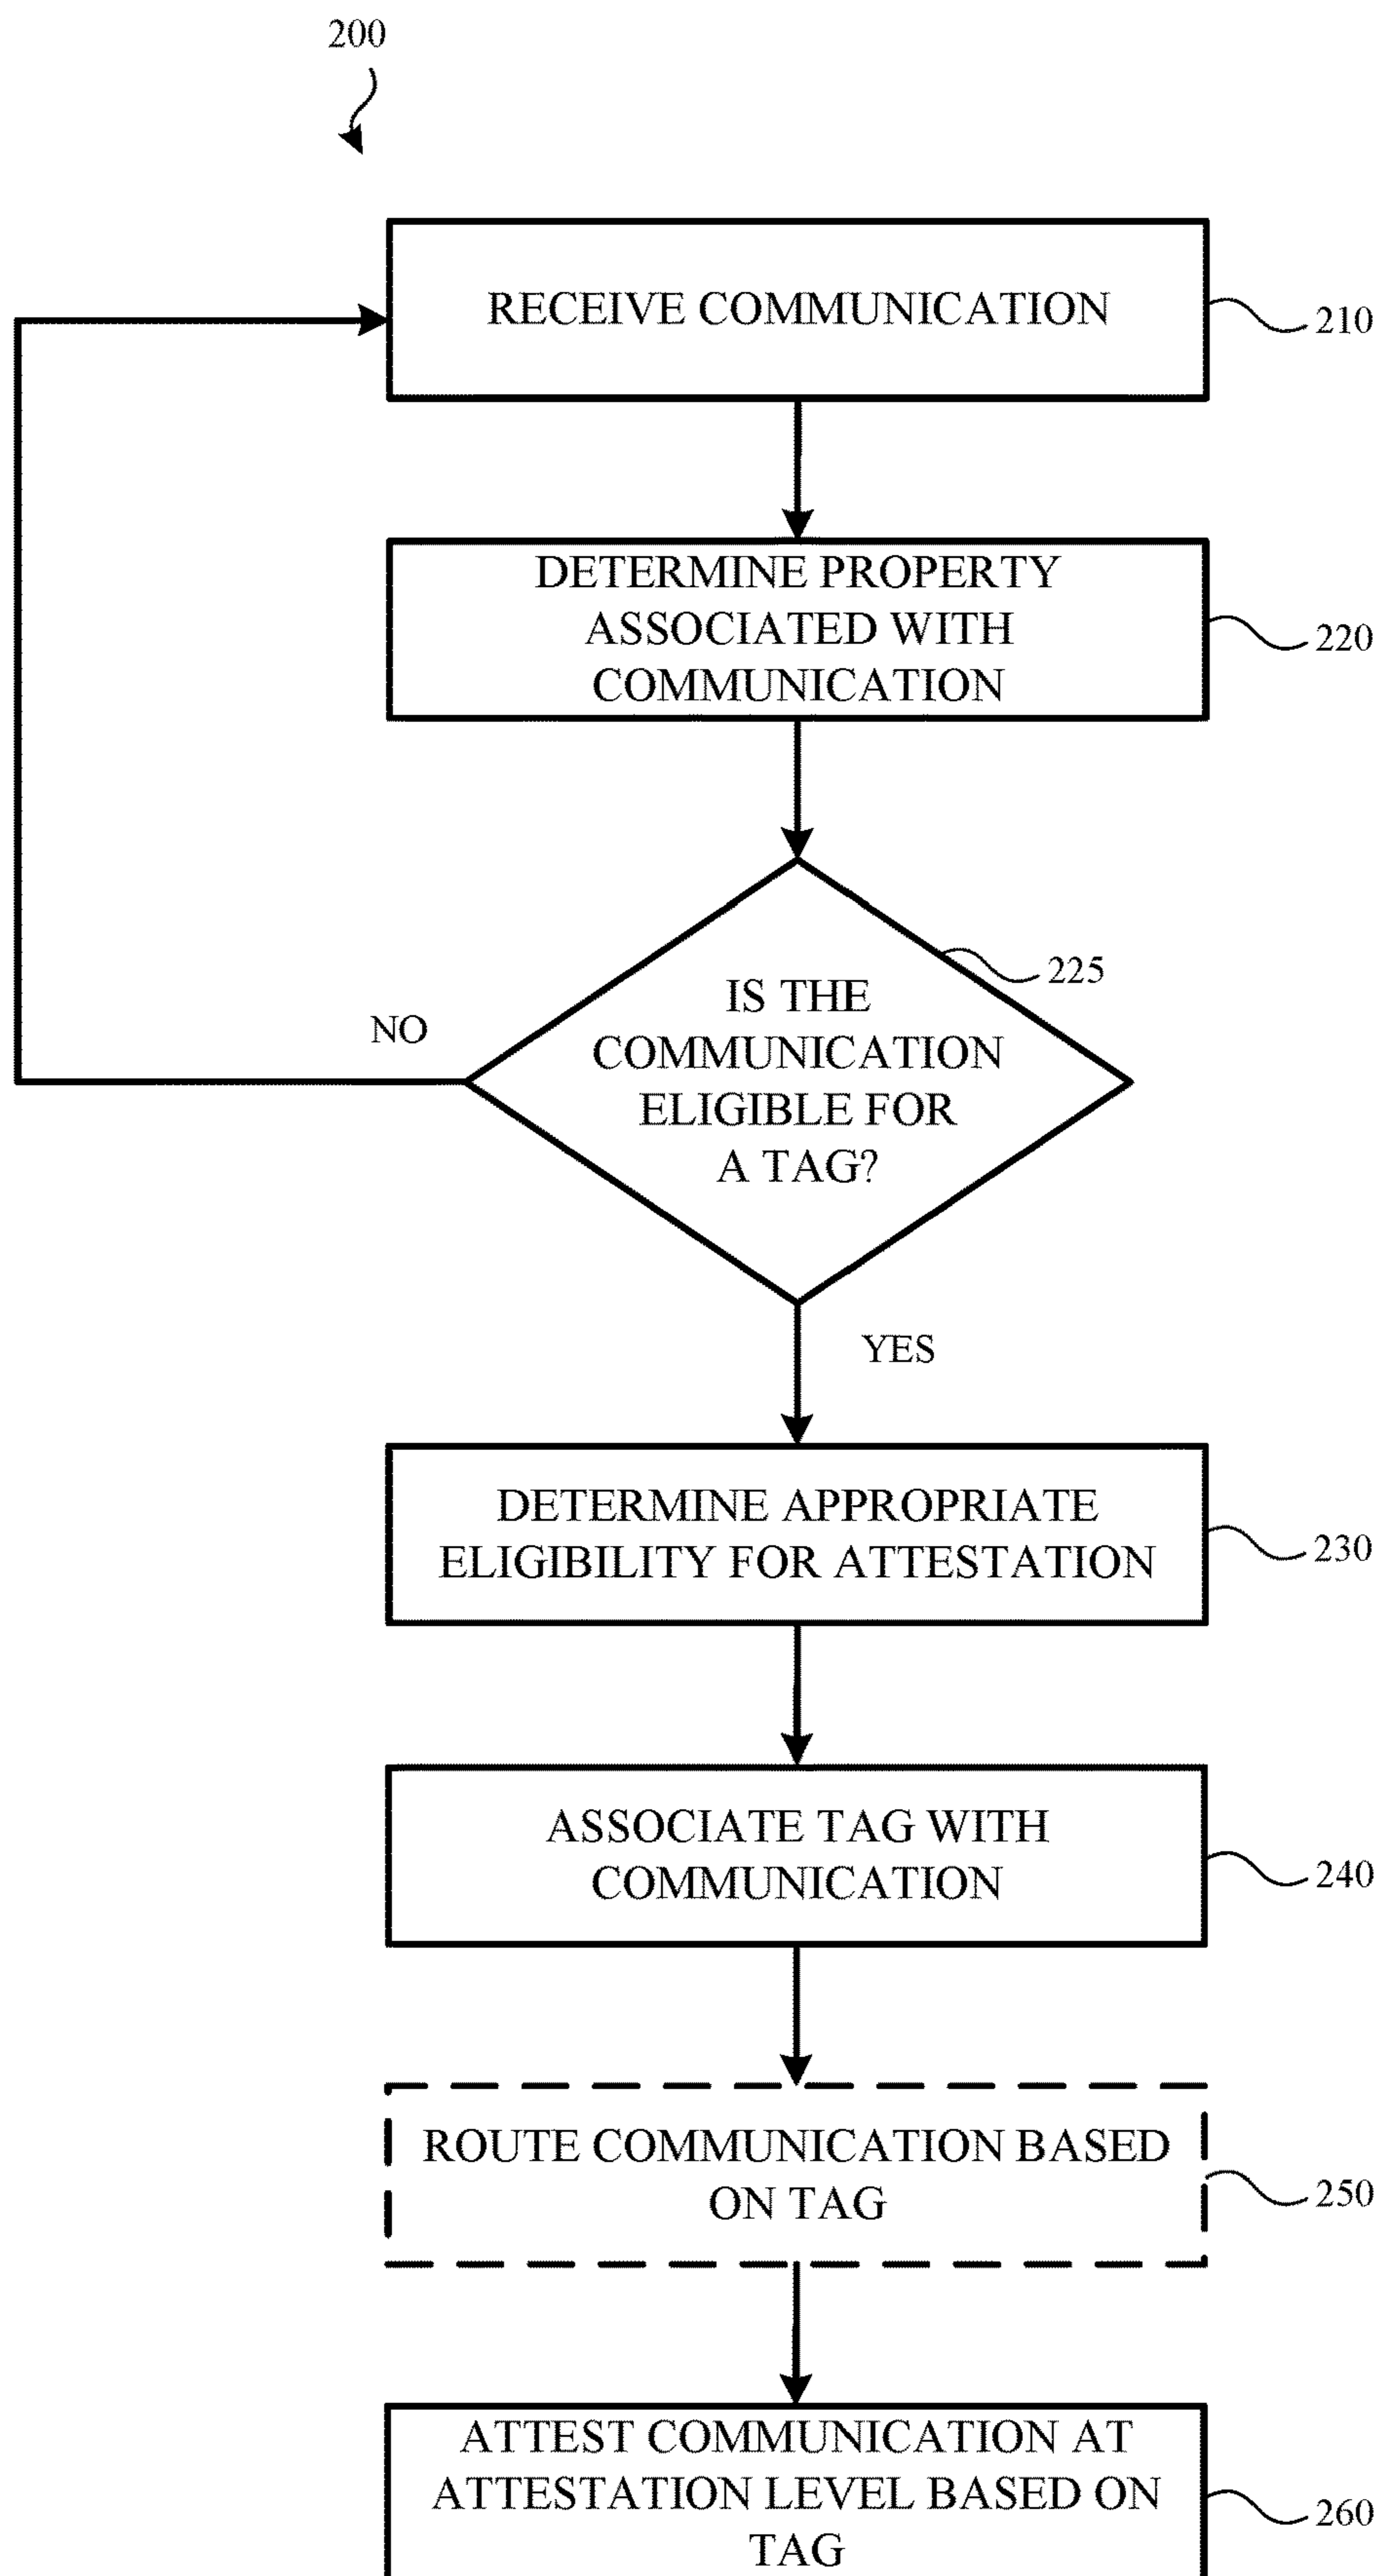 200
RECEIVE COMMUNICATION
210
DETERMINE PROPERTY
ASSOCIATED WITH
COMMUNICATION
220
225
IS THE
COMMUNICATION
ELIGIBLE FOR
A TAG?
NO
YES
DETERMINE APPROPRIATE
ELIGIBILITY FOR ATTESTATION
230
ASSOCIATE TAG WITH
COMMUNICATION
240
ROUTE COMMUNICATION BASED
ON TAG
250
ATTEST COMMUNICATION AT
ATTESTATION LEVEL BASED ON
TAG
260